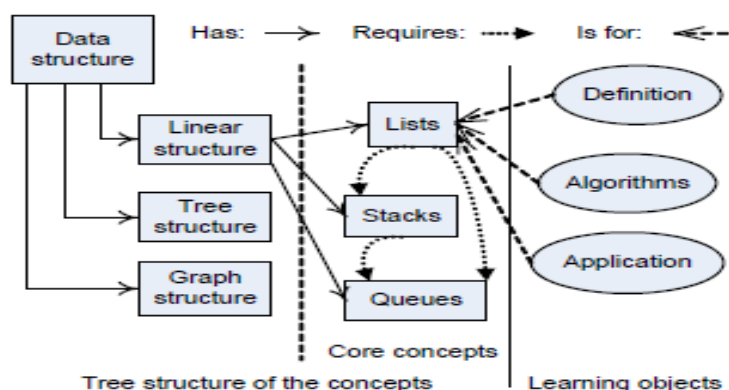 Data
structure
Has:
Requires:
Is for:
Linear
structure
Lists
Definition
Tree
structure
Stacks
Algorithms
Graph
structure
Queues
Application
Core concepts
Tree structure of the concepts
Learning objects